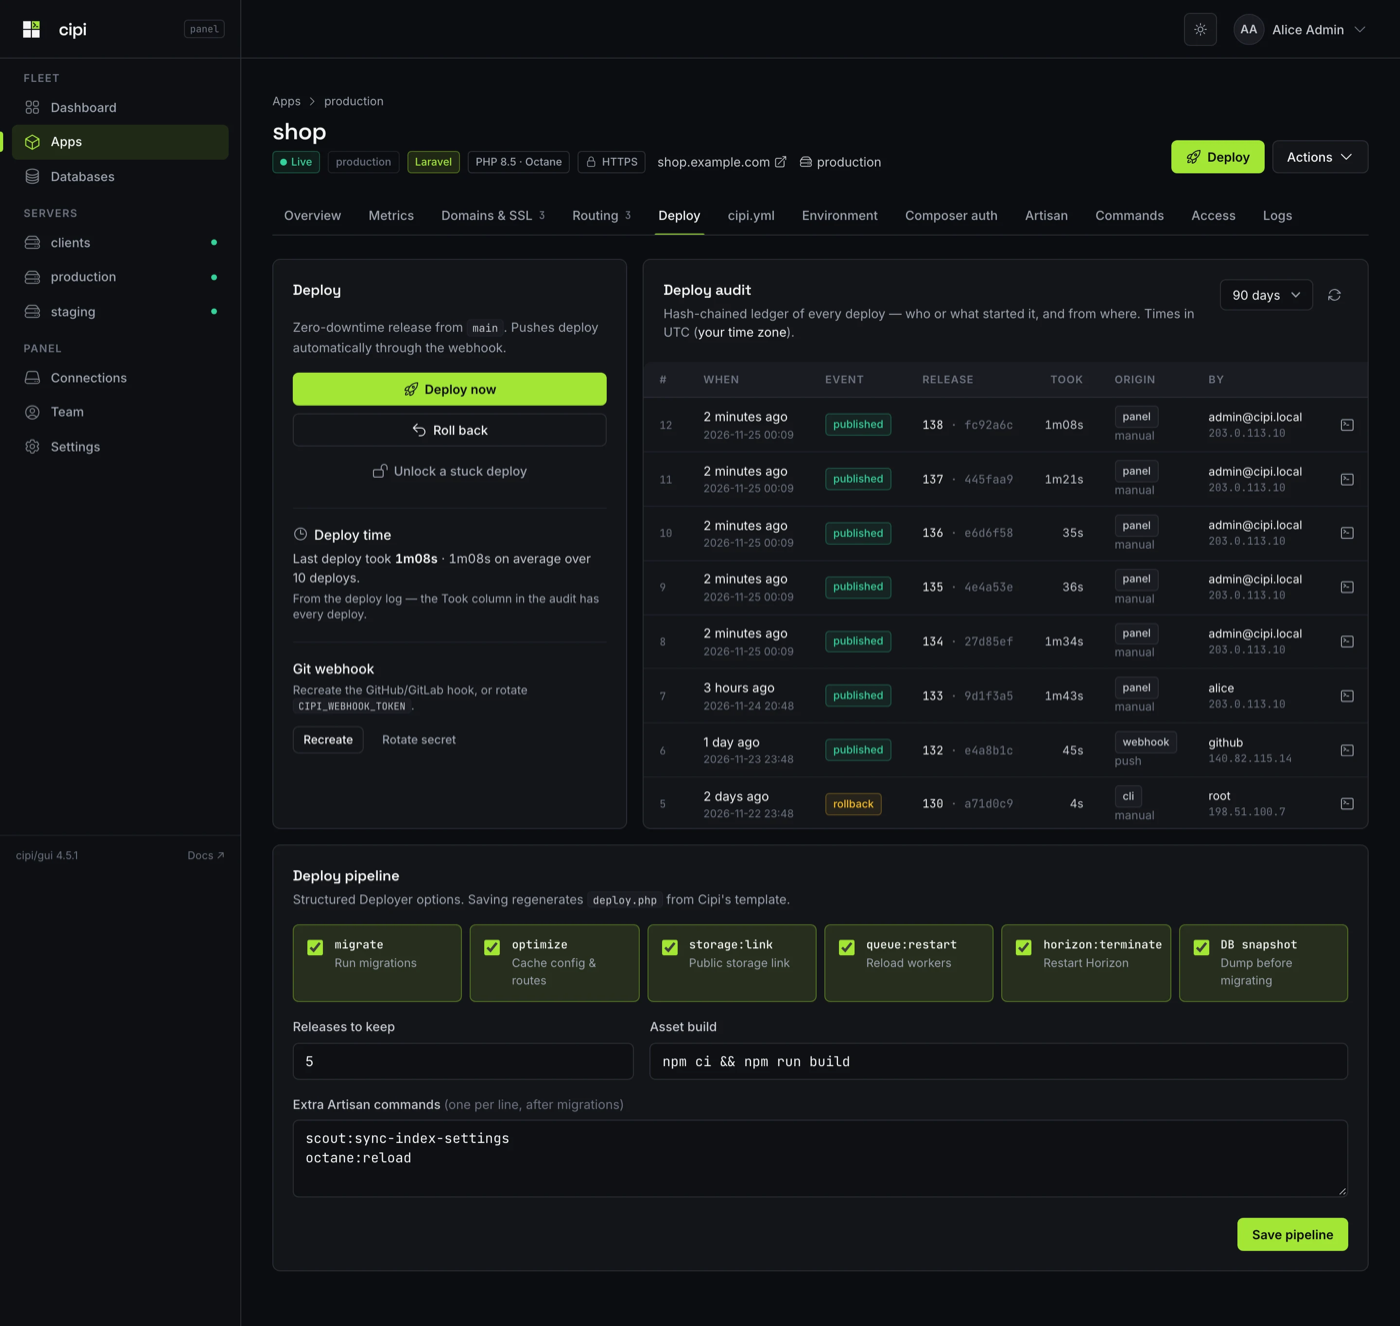 cipi
panel
AA Alice Admin
FLEET
Dashboard
Apps
Databases
SERVERS
clients
production
staging
PANEL
Connections
Team
Settings
cipi/gui 4.5.1
Docs ↗
Apps > production
shop
Live production Laravel PHP 8.5 · Octane HTTPS shop.example.com production
Deploy
Actions
Overview Metrics Domains & SSL 3 Routing 3 Deploy cipi.yml Environment Composer auth Artisan Commands Access Logs
Deploy
Zero-downtime release from main . Pushes deploy
automatically through the webhook.
Deploy now
Roll back
Unlock a stuck deploy
Deploy time
Last deploy took 1m08s · 1m08s on average over
10 deploys.
From the deploy log — the Took column in the audit has
every deploy.
Git webhook
Recreate the GitHub/GitLab hook, or rotate
CIPI_WEBHOOK_TOKEN .
Recreate
Rotate secret
Deploy audit
Hash-chained ledger of every deploy — who or what started it, and from where. Times in
UTC (your time zone).
90 days
# WHEN EVENT RELEASE TOOK ORIGIN BY
12 2 minutes ago published 138 · fc92a6c 1m08s panel admin@cipi.local
2026-11-25 00:09 manual 203.0.113.10
11 2 minutes ago published 137 · 445faa9 1m21s panel admin@cipi.local
2026-11-25 00:09 manual 203.0.113.10
10 2 minutes ago published 136 · e6d6f58 35s panel admin@cipi.local
2026-11-25 00:09 manual 203.0.113.10
9 2 minutes ago published 135 · 4e4a53e 36s panel admin@cipi.local
2026-11-25 00:09 manual 203.0.113.10
8 2 minutes ago published 134 · 27d85ef 1m34s panel admin@cipi.local
2026-11-25 00:09 manual 203.0.113.10
7 3 hours ago published 133 · 9d1f3a5 1m43s panel alice
2026-11-24 20:48 manual 203.0.113.10
6 1 day ago published 132 · e4a8b1c 45s webhook github
2026-11-23 23:48 push 140.82.115.14
5 2 days ago rollback 130 · a71d0c9 4s cli root
2026-11-22 23:48 manual 198.51.100.7
Deploy pipeline
Structured Deployer options. Saving regenerates deploy.php from Cipi's template.
migrate
Run migrations
optimize
Cache config &
routes
storage:link
Public storage link
queue:restart
Reload workers
horizon:terminate
Restart Horizon
DB snapshot
Dump before
migrating
Releases to keep
5
Asset build
npm ci && npm run build
Extra Artisan commands (one per line, after migrations)
scout:sync-index-settings
octane:reload
Save pipeline